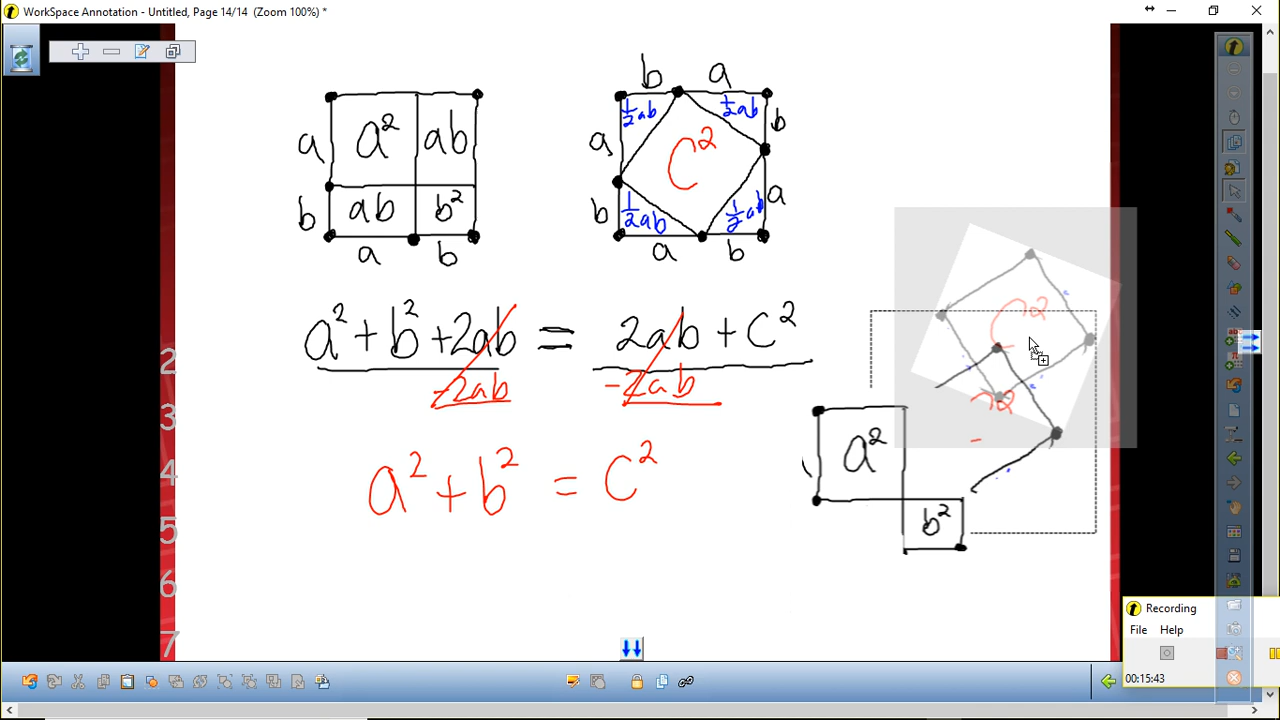 WorkSpace Annotation - Untitled, Page 14/14 (Zoom 100%) *
b a
a a² ab
b ab b²
a b
½ab ½ab
a C² b
b ½ab ½ab a
a b
a² + b² + 2ab = 2ab + C²
-2ab -2ab
a² + b² = C²
C²
a²
b²
2
3
4
5
6
7
Recording
File Help
00:15:43